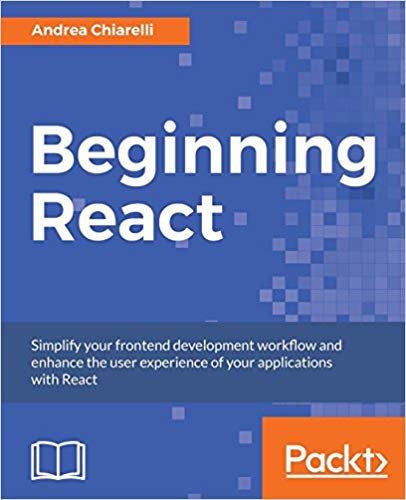 Andrea Chiarelli
Beginning
React
Simplify your frontend development workflow and
enhance the user experience of your applications
with React
Packt>